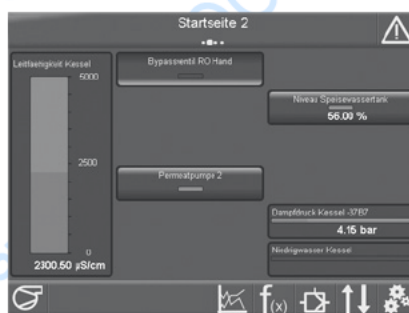 Startseite 2
Leitfaehigkeit Kessel
5000
2500
0
2300.50 µS/cm
Bypassventil RO Hand
Niveau Speisewassertank
56.09 %
Permeatpumpe 2
Dampfdruck Kessel -37B7
4.15 bar
Niedrigwasser Kessel
f(x)